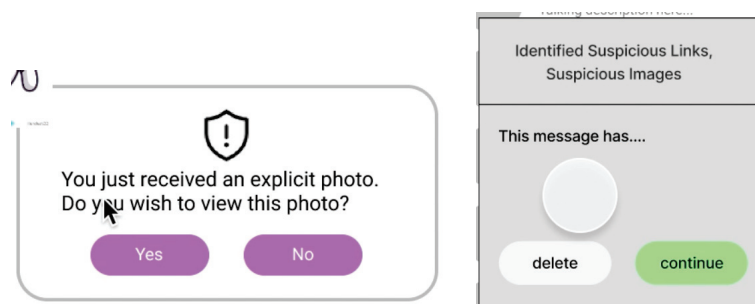 You just received an explicit photo.
Do you wish to view this photo?
Yes
No
Identified Suspicious Links,
Suspicious Images
This message has....
delete
continue